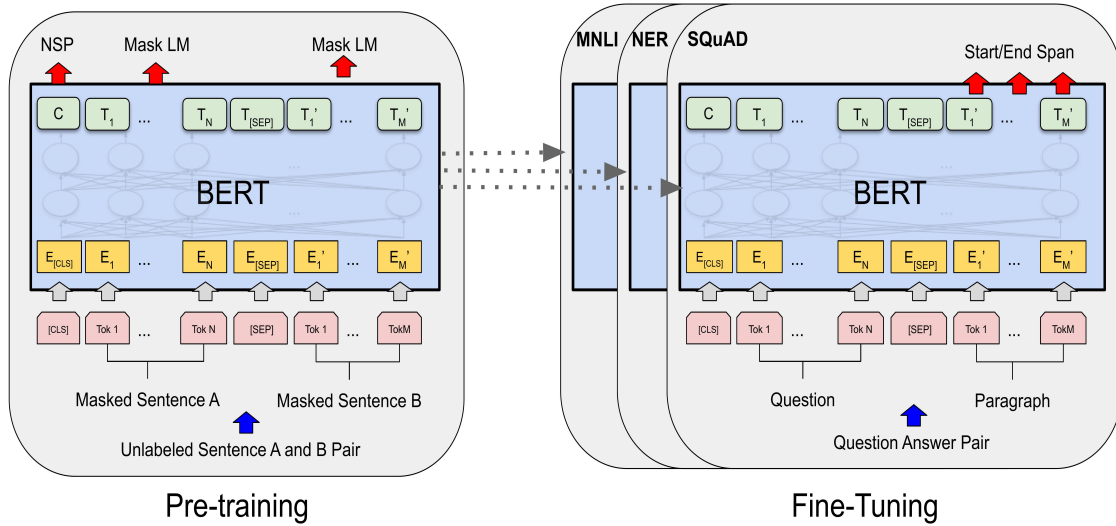 NSP Mask LM Mask LM
C T1 ... TN T[SEP] T1' ... TM'
BERT
E[CLS] E1 ... EN E[SEP] E1' ... EM'
[CLS] Tok 1 ... Tok N [SEP] Tok 1 ... TokM
Masked Sentence A Masked Sentence B
Unlabeled Sentence A and B Pair
Pre-training
MNLI NER SQuAD
Start/End Span
C T1 ... TN T[SEP] T1' ... TM'
BERT
E[CLS] E1 ... EN E[SEP] E1' ... EM'
[CLS] Tok 1 ... Tok N [SEP] Tok 1 ... TokM
Question Paragraph
Question Answer Pair
Fine-Tuning